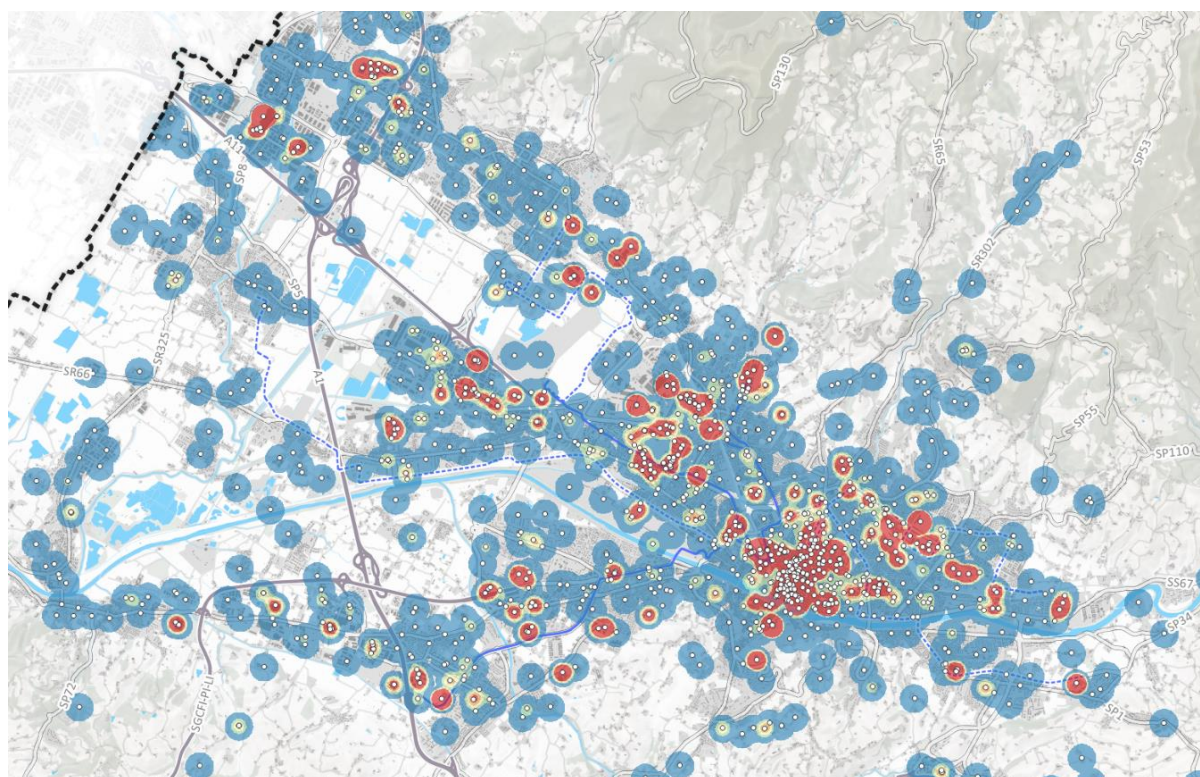 SP130
A11
SP8
SR65
SP53
SR302
SP5
SR325
A1
SR66
SP55
SP110
SS67
SP34
SGCFI-PI-LI
SP72
SP1